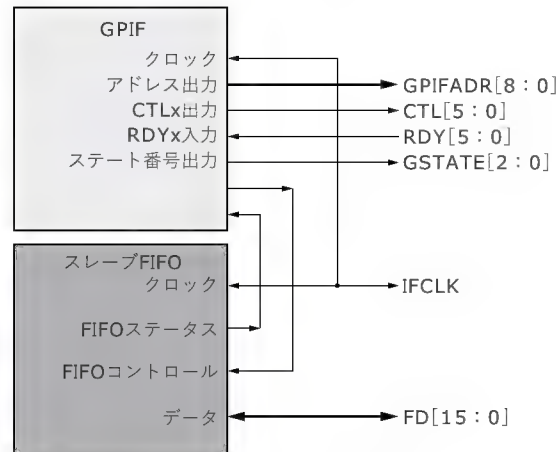 GPIF
クロック
アドレス出力 GPIFADR[8：0]
CTLx出力 CTL[5：0]
RDYx入力 RDY[5：0]
ステート番号出力 GSTATE[2：0]
スレーブFIFO
クロック IFCLK
FIFOステータス
FIFOコントロール
データ FD[15：0]